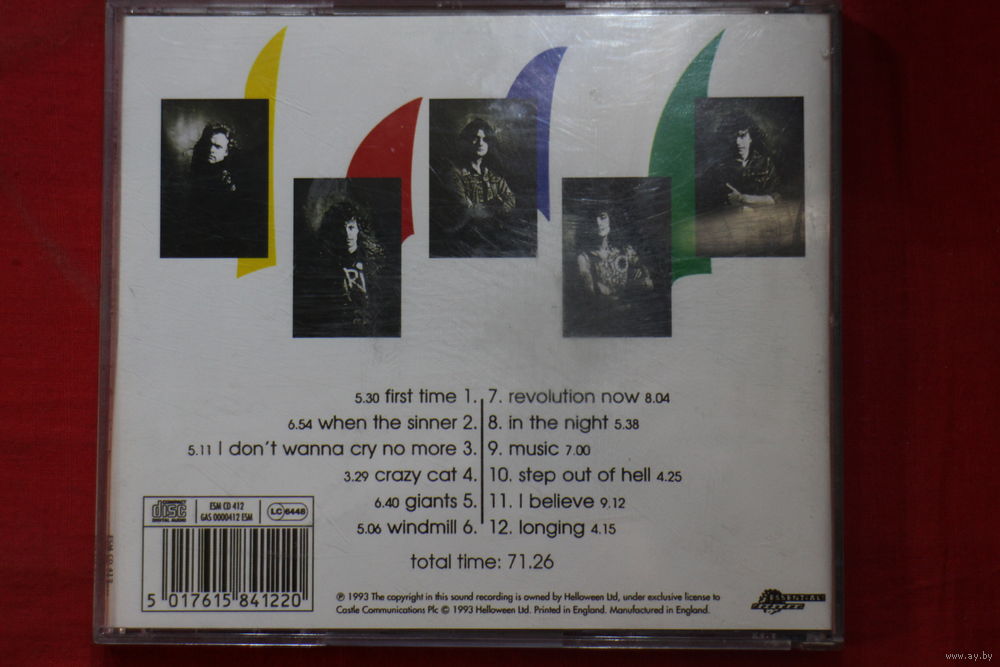 5.30 first time 1.
6.54 when the sinner 2.
5.11 I don't wanna cry no more 3.
3.29 crazy cat 4.
6.40 giants 5.
5.06 windmill 6.
7. revolution now 8.04
8. in the night 5.38
9. music 7.00
10. step out of hell 4.25
11. I believe 9.12
12. longing 4.15
total time: 71.26
COMPACT
disc
DIGITAL AUDIO
ESM CD 412
GAS 0000412 ESM
LC 6448
5 017615 841220
℗ 1993 The copyright in this sound recording is owned by Helloween Ltd, under exclusive license to
Castle Communications Plc © 1993 Helloween Ltd. Printed in England. Manufactured in England.
ESSENTIAL
www.ay.by